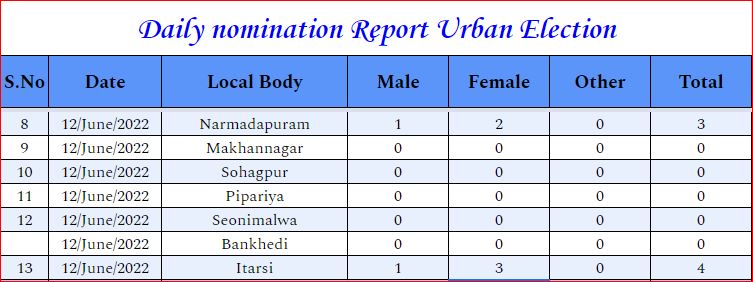 Daily nomination Report Urban Election
S.No Date Local Body Male Female Other Total
8 12/June/2022 Narmadapuram 1 2 0 3
9 12/June/2022 Makhannagar 0 0 0 0
10 12/June/2022 Sohagpur 0 0 0 0
11 12/June/2022 Pipariya 0 0 0 0
12 12/June/2022 Seonimalwa 0 0 0 0
12/June/2022 Bankhedi 0 0 0 0
13 12/June/2022 Itarsi 1 3 0 4